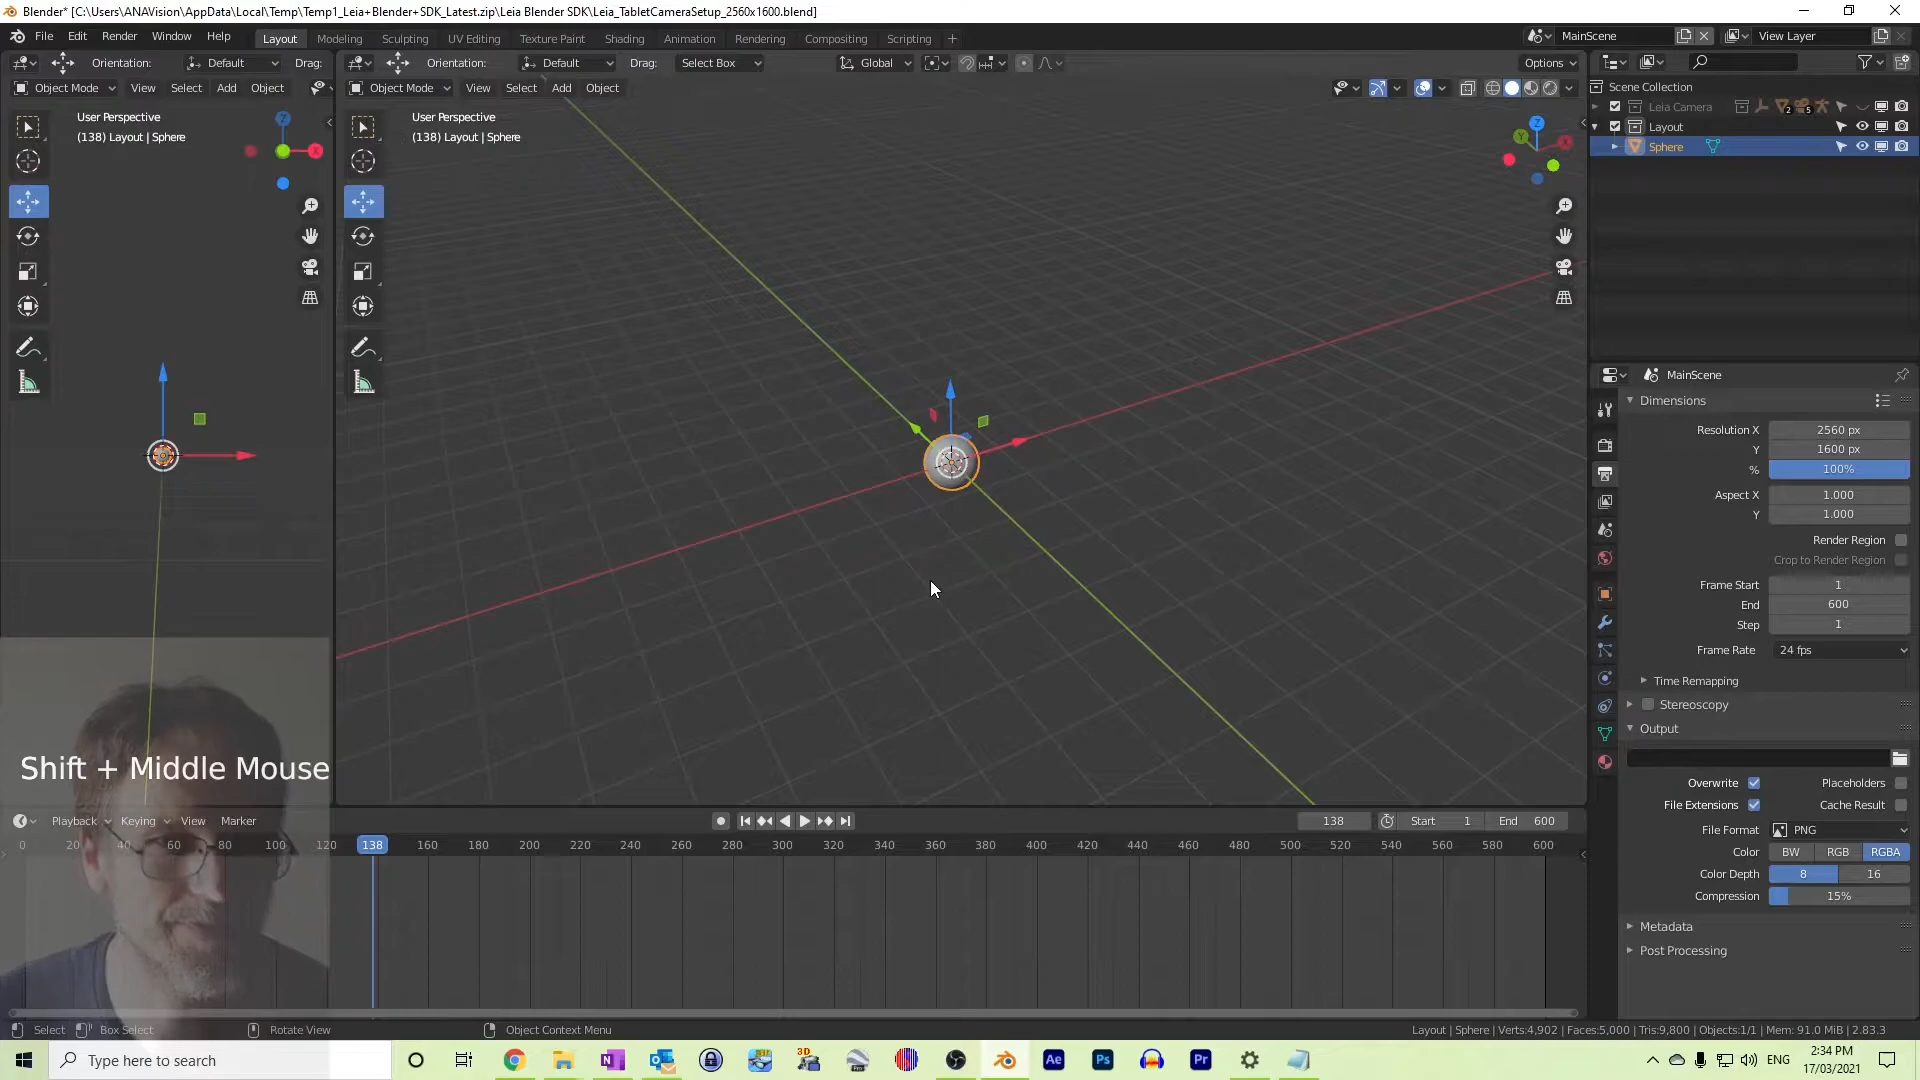 Blender* [C:\Users\ANAVision\AppData\Local\Temp\Temp1_Leia+Blender+SDK_Latest.zip\Leia Blender SDK\Leia_TabletCameraSetup_2560x1600.blend]
File Edit Render Window Help Layout Modeling Sculpting UV Editing Texture Paint Shading Animation Rendering Compositing Scripting MainScene View Layer
Orientation: Default Drag: Orientation: Default Drag: Select Box Global Options
Object Mode View Select Add Object Object Mode View Select Add Object
Scene Collection
Leia Camera 2 5
Layout
Sphere
User Perspective
(138) Layout | Sphere
User Perspective
(138) Layout | Sphere
X
Z
Z
Y
X
MainScene
Dimensions
Resolution X 2560 px
Y 1600 px
% 100%
Aspect X 1.000
Y 1.000
Render Region
Crop to Render Region
Frame Start 1
End 600
Step 1
Frame Rate 24 fps
Time Remapping
Stereoscopy
Output
Overwrite Placeholders
File Extensions Cache Result
File Format PNG
Color BW RGB RGBA
Color Depth 8 16
Compression 15%
Metadata
Post Processing
Shift + Middle Mouse
Playback Keying View Marker 138 Start 1 End 600
0 20 40 60 80 100 120 138 160 180 200 220 240 260 280 300 320 340 360 380 400 420 440 460 480 500 520 540 560 580 600
Select Box Select Rotate View Object Context Menu Layout | Sphere | Verts:4,902 | Faces:5,000 | Tris:9,800 | Objects:1/1 | Mem: 91.0 MiB | 2.83.3
Type here to search 3D Pro Ae Ps Pr ENG
2:34 PM
17/03/2021